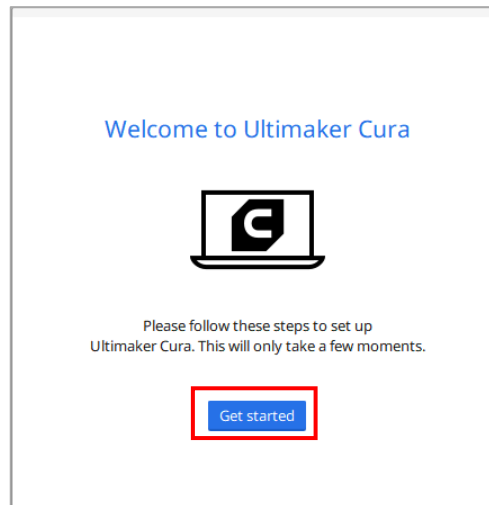 Welcome to Ultimaker Cura
Please follow these steps to set up
Ultimaker Cura. This will only take a few moments.
Get started